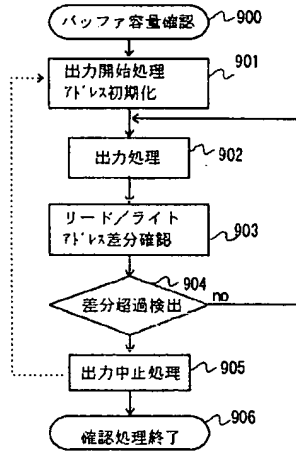 バッファ容量確認
900
出力開始処理
アドレス初期化
901
出力処理
902
リード/ライト
アドレス差分確認
903
904
差分超過検出
no
出力中止処理
905
906
確認処理終了